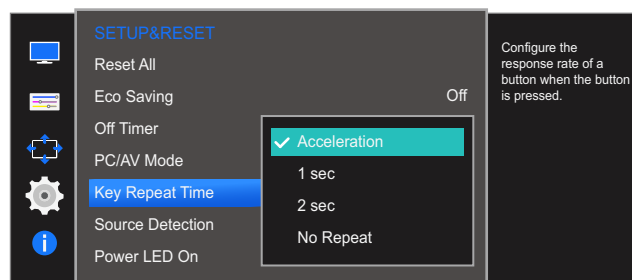 SETUP&RESET
Reset All
Eco Saving Off
Off Timer
PC/AV Mode
Key Repeat Time
Source Detection
Power LED On
Acceleration
1 sec
2 sec
No Repeat
Configure the
response rate of a
button when the button
is pressed.